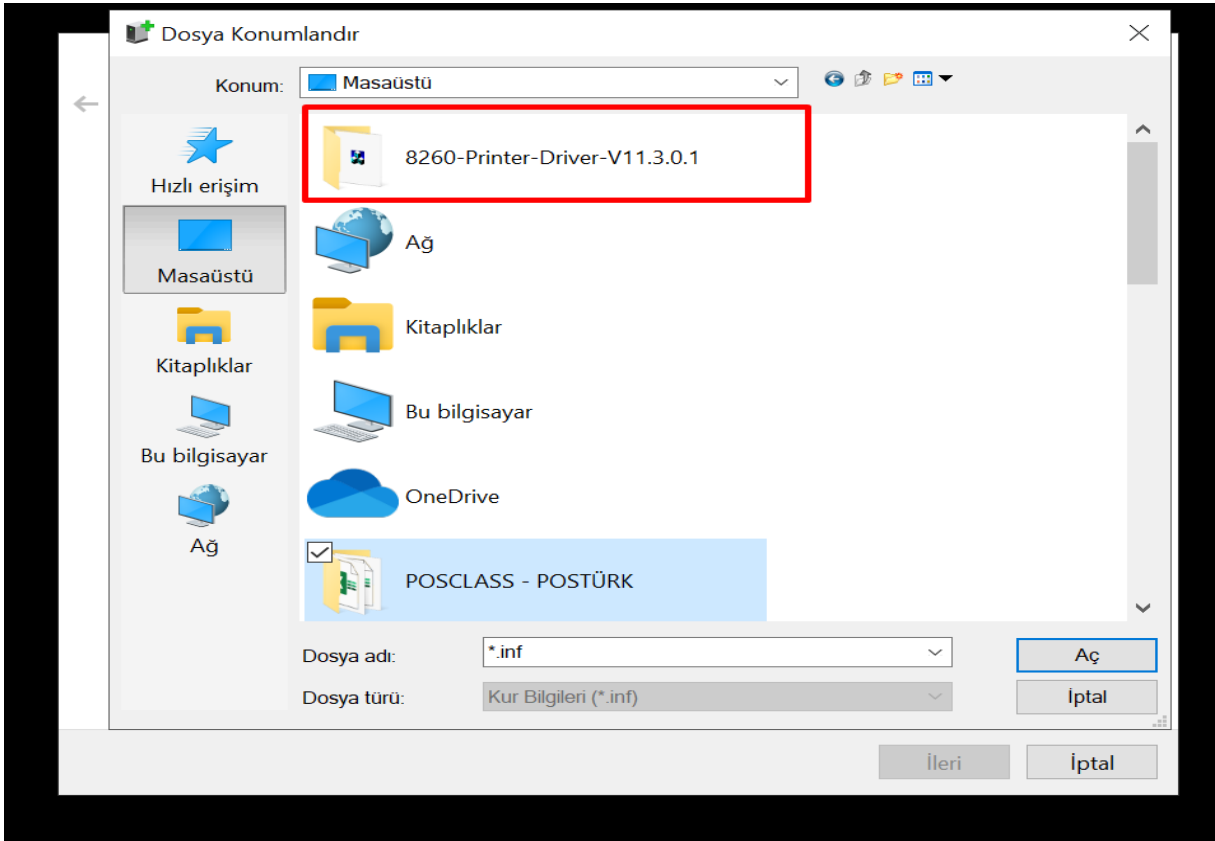 Dosya Konumlandır
Konum:
Masaüstü
Hızlı erişim
Masaüstü
Kitaplıklar
Bu bilgisayar
Ağ
8260-Printer-Driver-V11.3.0.1
Ağ
Kitaplıklar
Bu bilgisayar
OneDrive
POSCLASS - POSTÜRK
Dosya adı:
*.inf
Aç
Dosya türü:
Kur Bilgileri (*.inf)
İptal
İleri
İptal